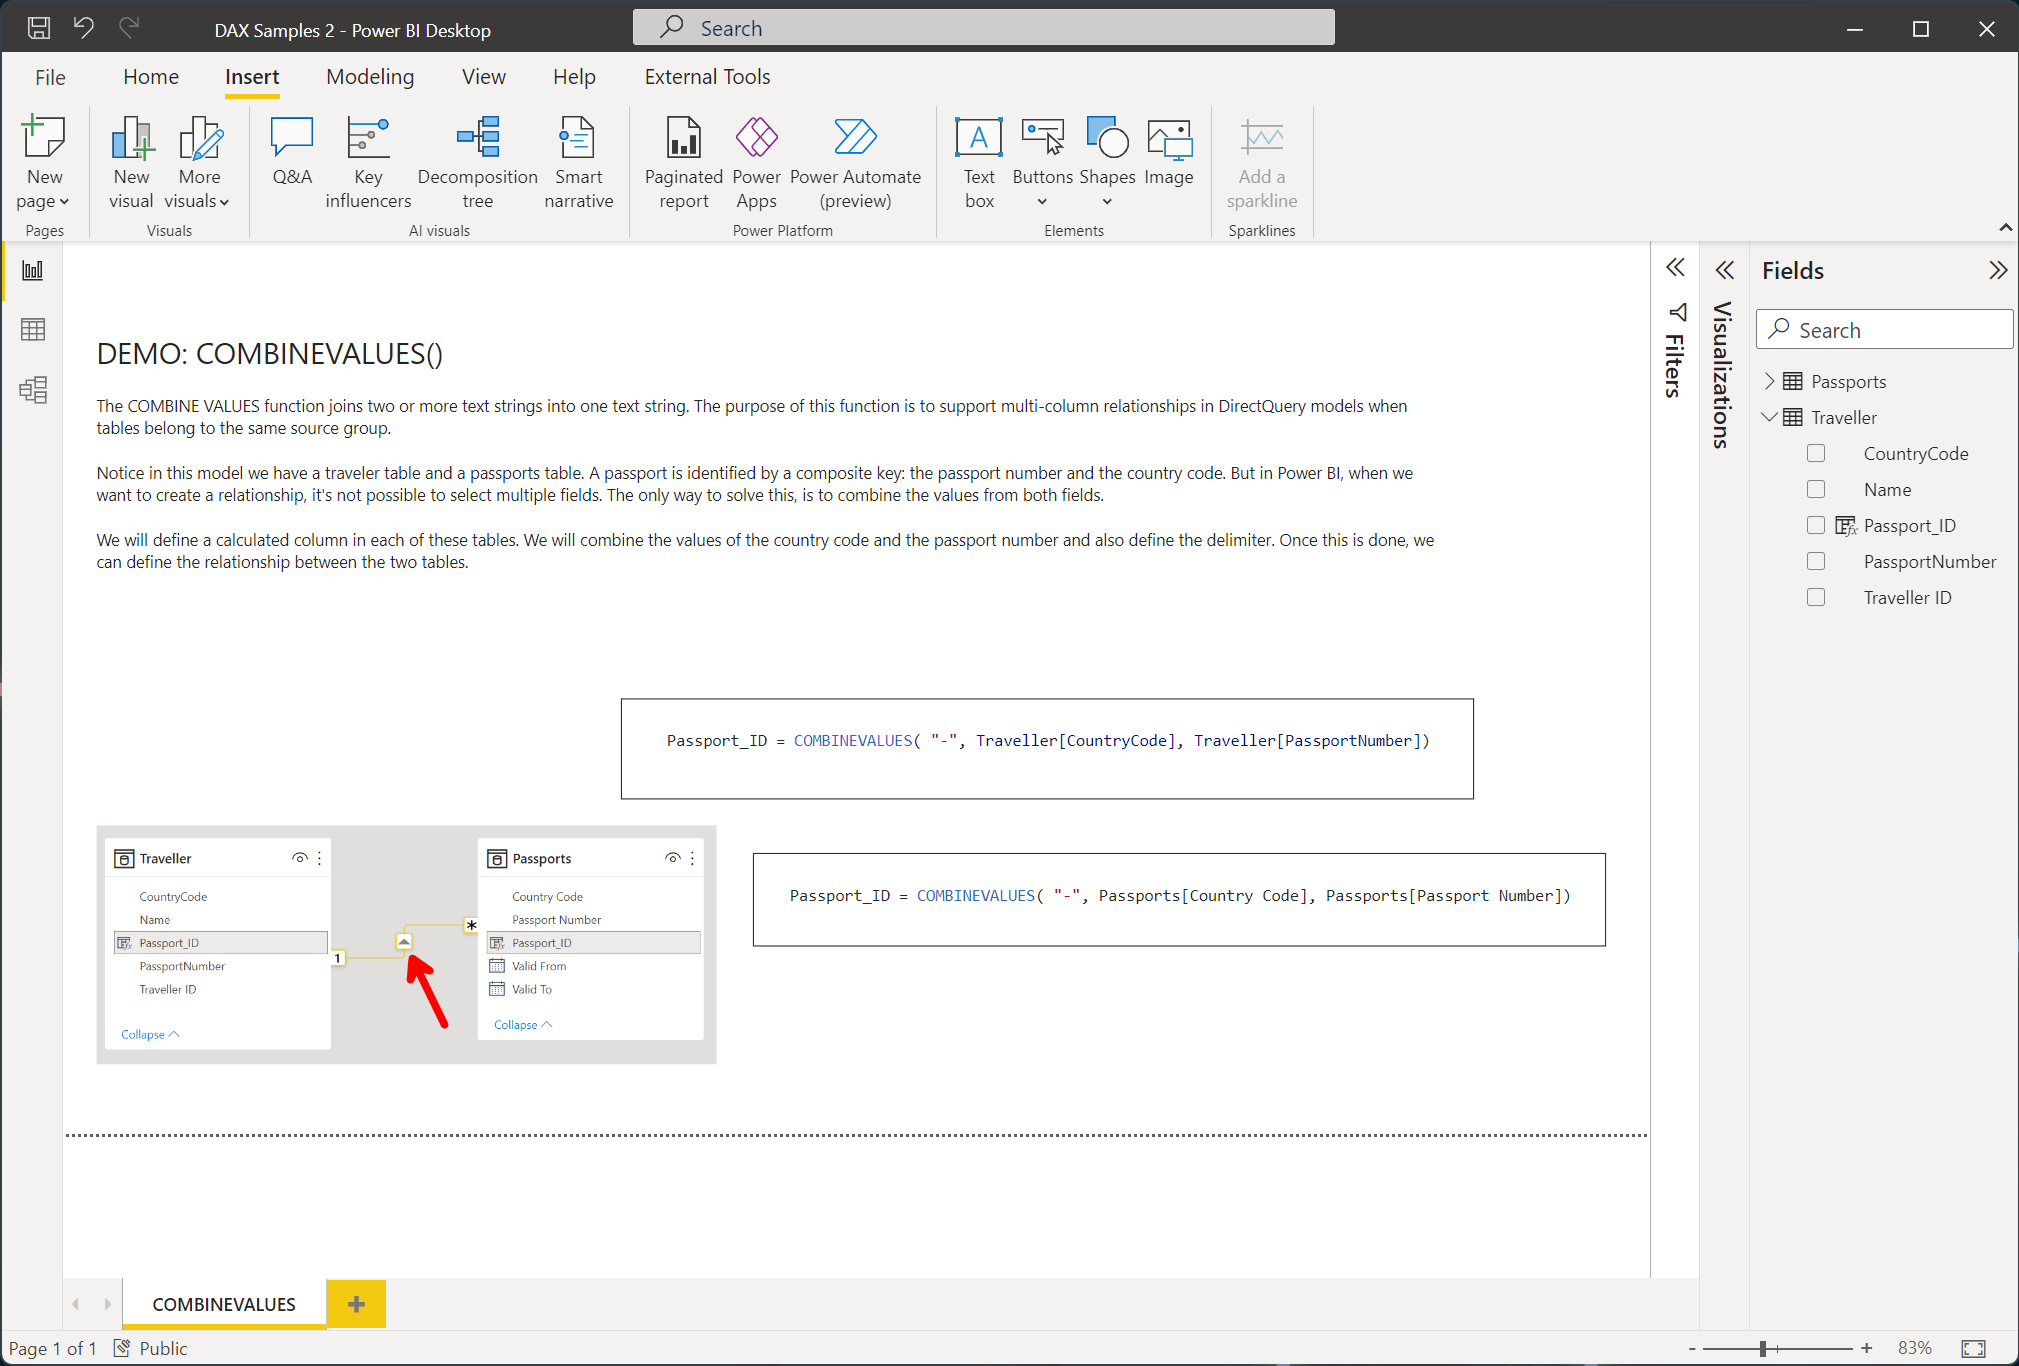 DAX Samples 2 - Power BI Desktop
Search
File Home Insert Modeling View Help External Tools
New page
Pages
New visual
More visuals
Visuals
Q&A
Key influencers
Decomposition tree
Smart narrative
AI visuals
Paginated report
Power Apps
Power Automate (preview)
Power Platform
Text box
Buttons
Shapes
Image
Elements
Add a sparkline
Sparklines
DEMO: COMBINEVALUES()
The COMBINE VALUES function joins two or more text strings into one text string. The purpose of this function is to support multi-column relationships in DirectQuery models when
tables belong to the same source group.
Notice in this model we have a traveler table and a passports table. A passport is identified by a composite key: the passport number and the country code. But in Power BI, when we
want to create a relationship, it's not possible to select multiple fields. The only way to solve this, is to combine the values from both fields.
We will define a calculated column in each of these tables. We will combine the values of the country code and the passport number and also define the delimiter. Once this is done, we
can define the relationship between the two tables.
Passport_ID = COMBINEVALUES( "-", Traveller[CountryCode], Traveller[PassportNumber])
Passport_ID = COMBINEVALUES( "-", Passports[Country Code], Passports[Passport Number])
Traveller
CountryCode
Name
Passport_ID
PassportNumber
Traveller ID
Collapse
1
*
Passports
Country Code
Passport Number
Passport_ID
Valid From
Valid To
Collapse
Filters
Visualizations
Fields
Search
Passports
Traveller
CountryCode
Name
Passport_ID
PassportNumber
Traveller ID
COMBINEVALUES
Page 1 of 1
Public
- + 83%